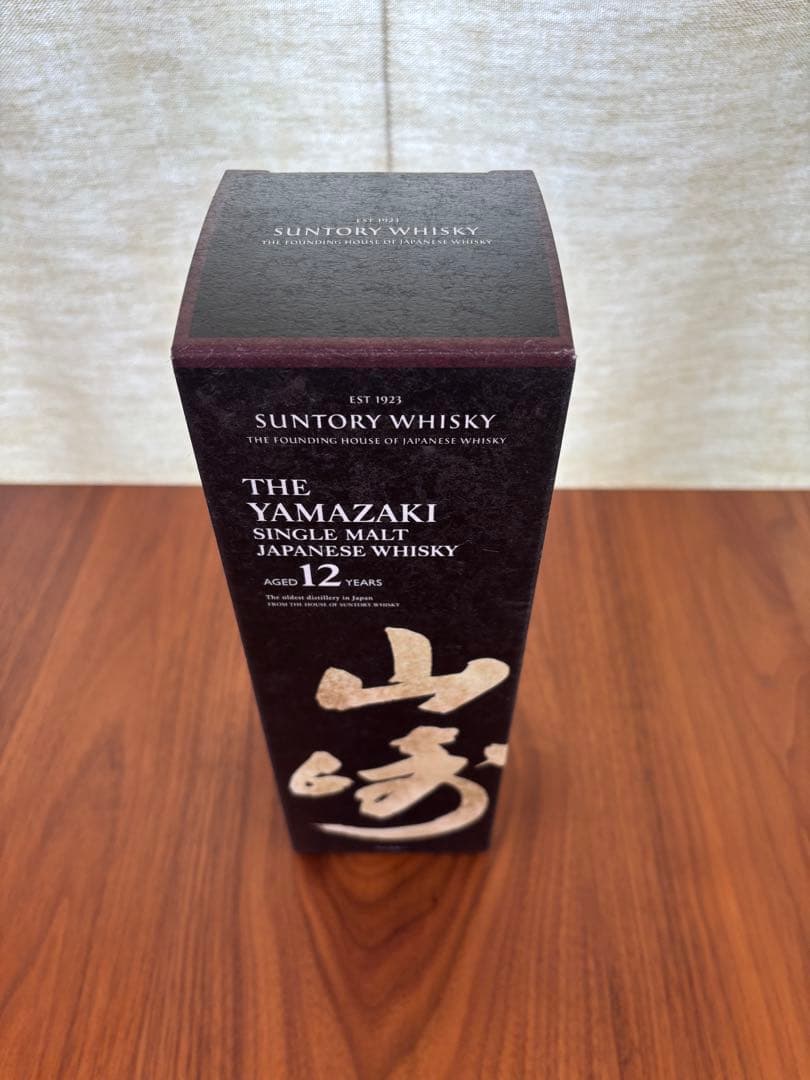 EST 1923
SUNTORY WHISKY
THE FOUNDING HOUSE OF JAPANESE WHISKY
EST 1923
SUNTORY WHISKY
THE FOUNDING HOUSE OF JAPANESE WHISKY
THE
YAMAZAKI
SINGLE MALT
JAPANESE WHISKY
AGED 12 YEARS
The oldest distillery in Japan
FROM THE HOUSE OF SUNTORY WHISKY
山
崎